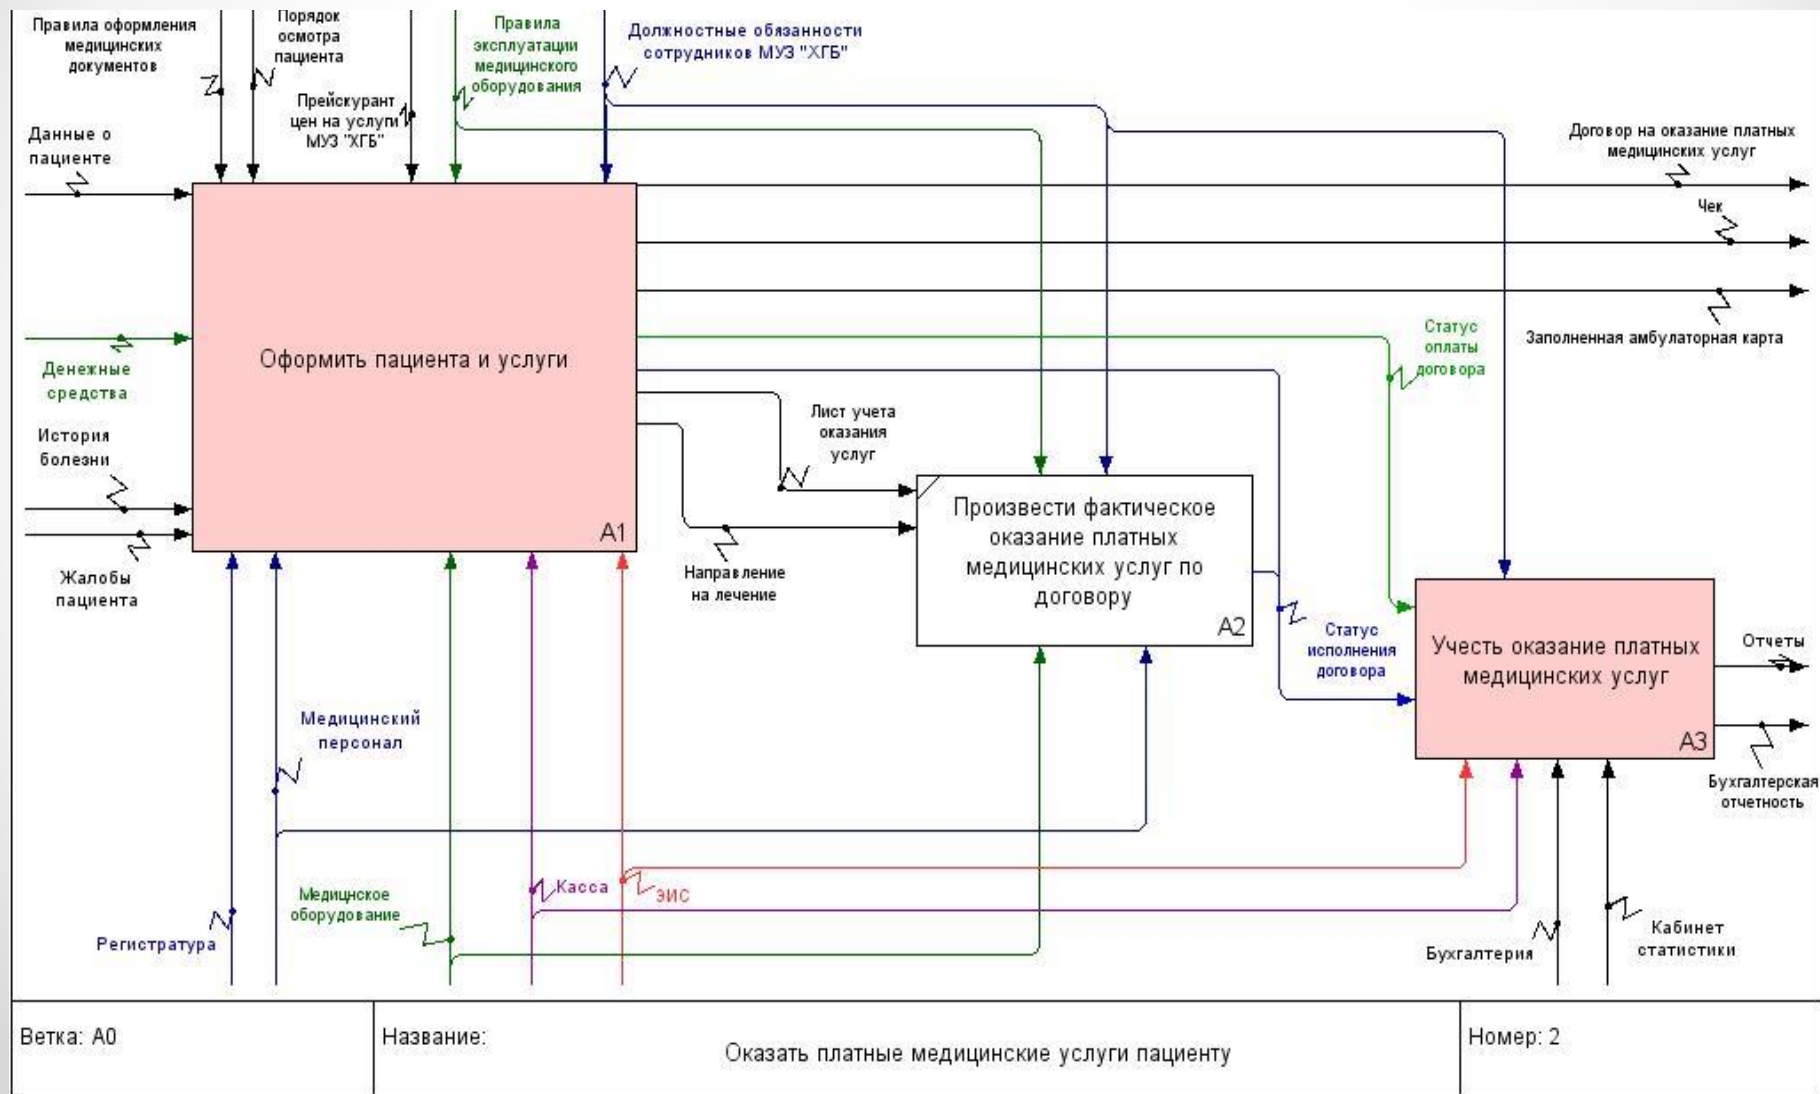 Правила оформления
медицинских
документов
Порядок
осмотра
пациента
Прейскурант
цен на услуги
МУЗ "ХГБ"
Правила
эксплуатации
медицинского
оборудования
Должностные обязанности
сотрудников МУЗ "ХГБ"
Данные о
пациенте
Договор на оказание платных
медицинских услуг
Чек
Заполненная амбулаторная карта
Денежные
средства
История
болезни
Жалобы
пациента
Оформить пациента и услуги
A1
Статус
оплаты
договора
Лист учета
оказания
услуг
Направление
на лечение
Произвести фактическое
оказание платных
медицинских услуг по
договору
A2
Статус
исполнения
договора
Учесть оказание платных
медицинских услуг
A3
Отчеты
Бухгалтерская
отчетность
Медицинский
персонал
Медицнское
оборудование
Касса
ЭИС
Регистратура
Бухгалтерия
Кабинет
статистики
Ветка: A0
Название:
Оказать платные медицинские услуги пациенту
Номер: 2